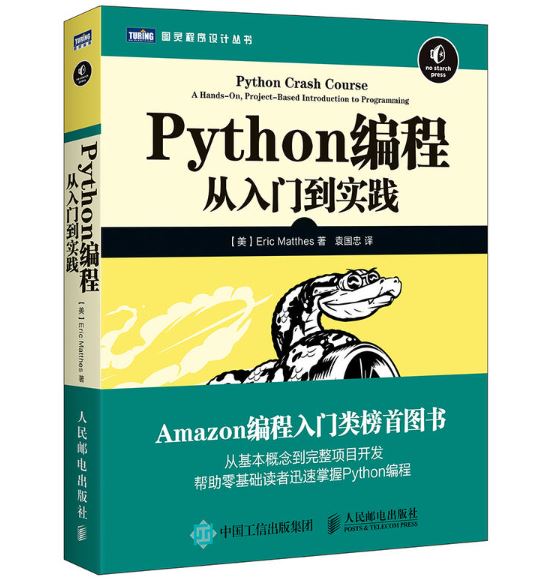 TURING 图灵程序设计丛书
no starch press
Python Crash Course
A Hands-On, Project-Based Introduction to Programming
Python编程
从入门到实践
【美】Eric Matthes 著 袁国忠 译
Amazon编程入门类榜首图书
从基本概念到完整项目开发
帮助零基础读者迅速掌握Python编程
中国工信出版集团
人民邮电出版社
POSTS & TELECOM PRESS
TURING
Python编程
从入门到实践
【美】Eric Matthes 著
人民邮电出版社